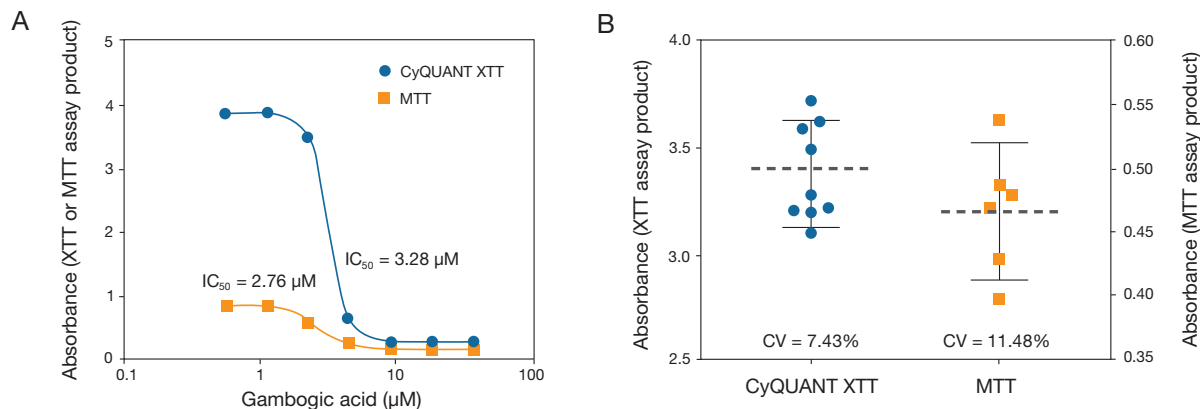 A
Absorbance (XTT or MTT assay product)
5
4
3
2
1
0
0.1
1
10
100
Gambogic acid (µM)
CyQUANT XTT
MTT
IC50 = 2.76 µM
IC50 = 3.28 µM
B
Absorbance (XTT assay product)
4.0
3.5
3.0
2.5
CV = 7.43%
CV = 11.48%
CyQUANT XTT
MTT
0.60
0.55
0.50
0.45
0.40
0.35
Absorbance (MTT assay product)